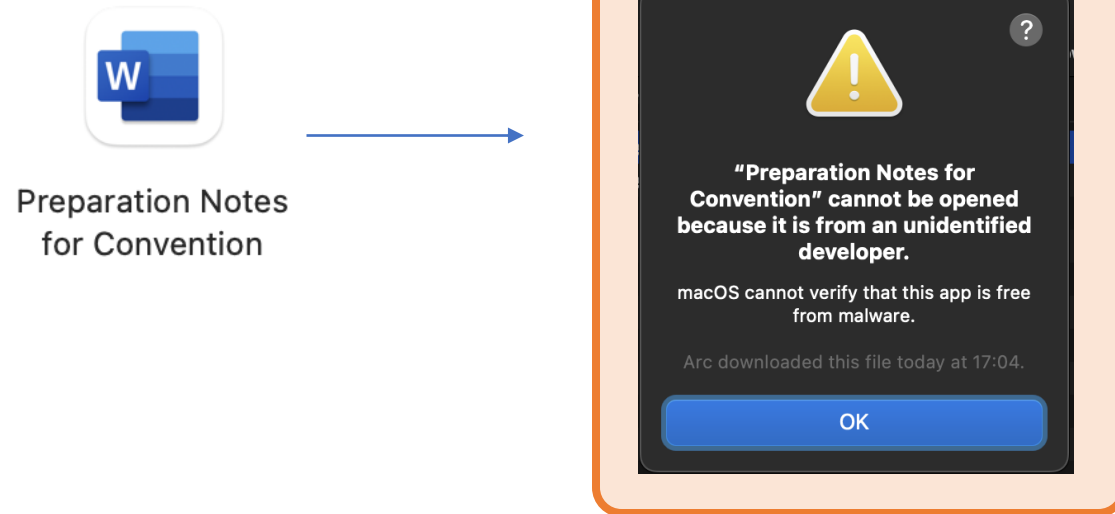 W
Preparation Notes
for Convention
?
“Preparation Notes for
Convention” cannot be opened
because it is from an unidentified
developer.
macOS cannot verify that this app is free
from malware.
Arc downloaded this file today at 17:04.
OK